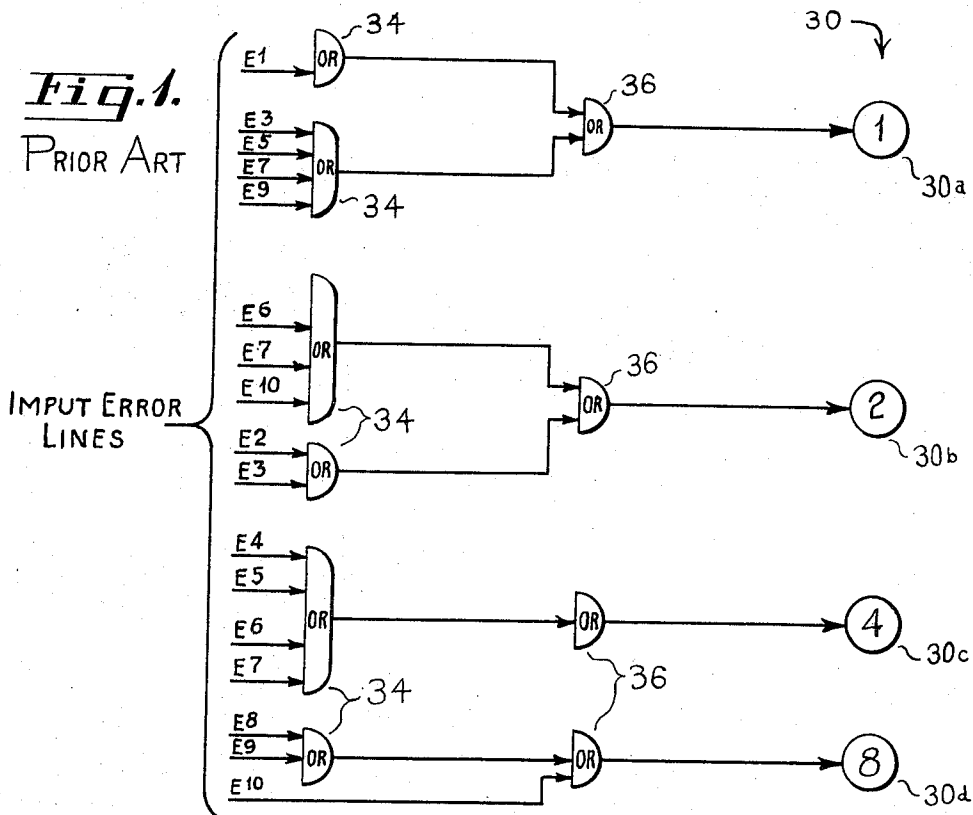 Fig. 1.
PRIOR ART
30
34
E1
OR
36
OR
1
30a
E3
E5
E7
E9
OR
34
E6
E7
E10
OR
36
OR
2
30b
IMPUT ERROR
LINES
34
E2
E3
OR
E4
E5
E6
E7
OR
OR
4
30c
34
36
E8
E9
OR
OR
8
30d
E10